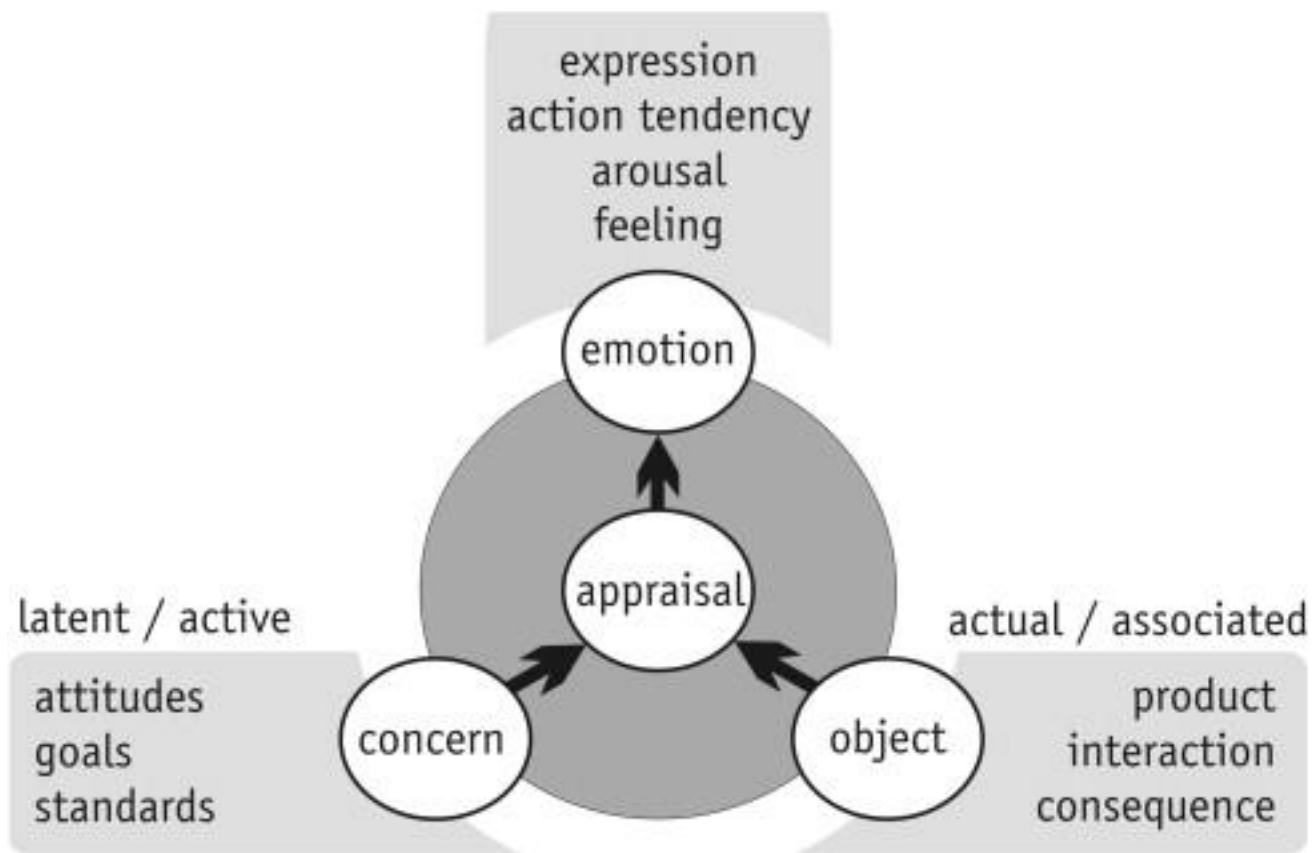 expression
action tendency
arousal
feeling
emotion
appraisal
latent / active
attitudes
goals
standards
concern
object
actual / associated
product
interaction
consequence